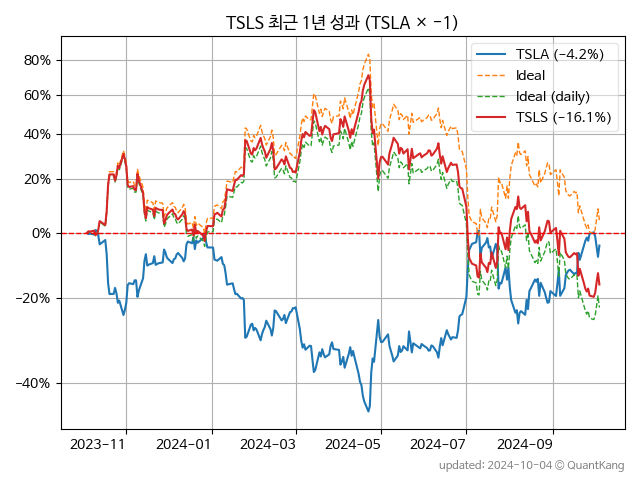 TSLS 최근 1년 성과 (TSLA × −1)
80%
60%
40%
20%
0%
−20%
−40%
TSLA (−4.2%)
Ideal
Ideal (daily)
TSLS (−16.1%)
2023−11
2024−01
2024−03
2024−05
2024−07
2024−09
updated: 2024-10-04 © QuantKang